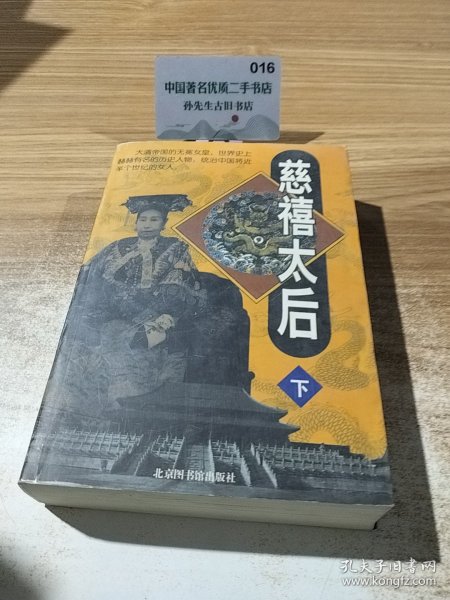 016
中国著名优质二手书店
孙先生古旧书店
大清帝国的无冕女皇，世界史上
赫赫有名的历史人物，统治中国将近
半个世纪的女人。
慈禧太后
下
北京图书馆出版社
孔夫子旧书网
www.kongfz.com